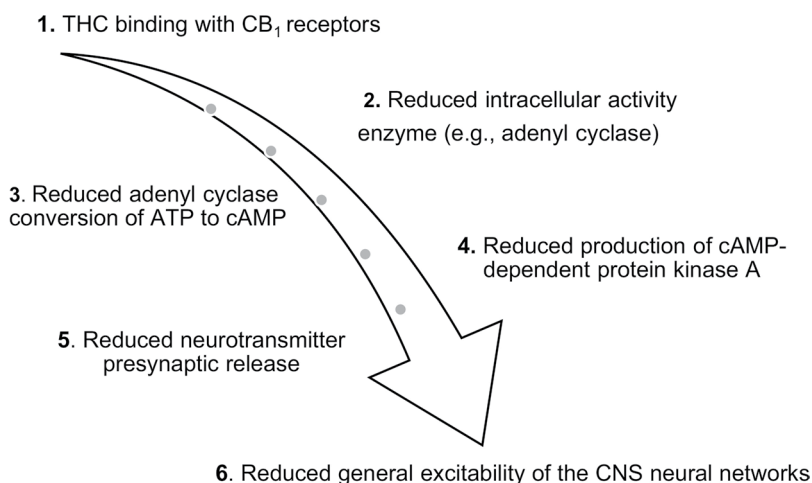 1. THC binding with CB₁ receptors
2. Reduced intracellular activity
enzyme (e.g., adenyl cyclase)
3. Reduced adenyl cyclase
conversion of ATP to cAMP
4. Reduced production of cAMP-
dependent protein kinase A
5. Reduced neurotransmitter
presynaptic release
6. Reduced general excitability of the CNS neural networks